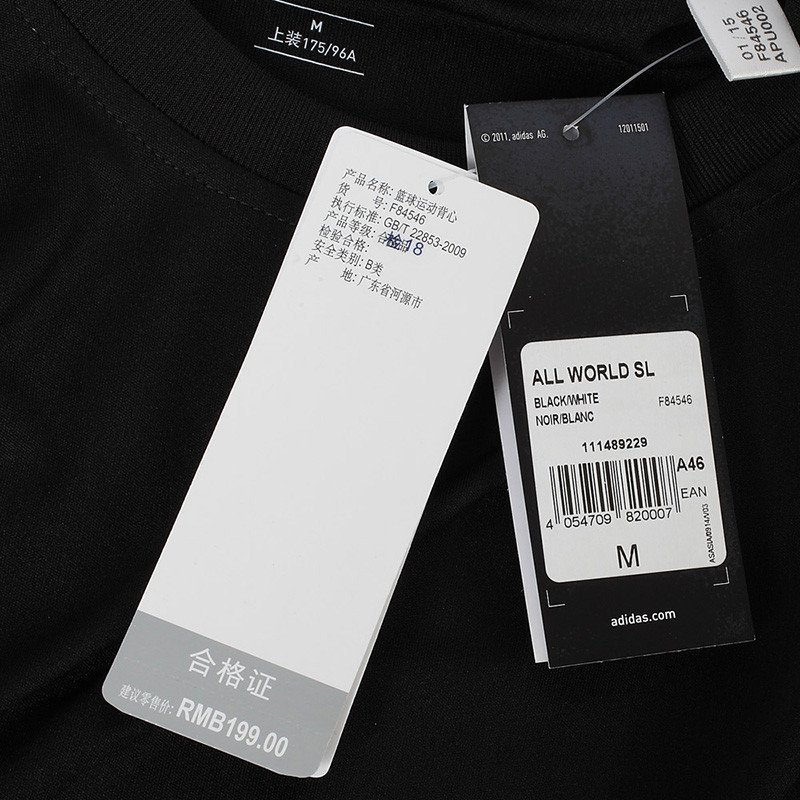 M
上装175/96A
01/15
F84546
APU002
© 2011, adidas AG.
12011501
产品名称: 篮球运动背心
货 号: F84546
执行标准: GB/T 22853-2009
产品等级: 合格品
检验合格: 检18
安全类别: B类
产 地: 广东省河源市
合格证
建议零售价: RMB199.00
ALL WORLD SL
BLACK/WHITE F84546
NOIR/BLANC
111489229
A46
EAN
4 054709 820007
M
ASASIA/0914/V03
adidas.com